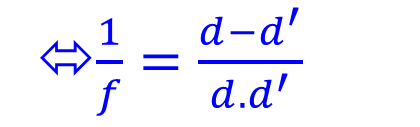 ⇔ 1/f = (d−d′)/(d.d′)